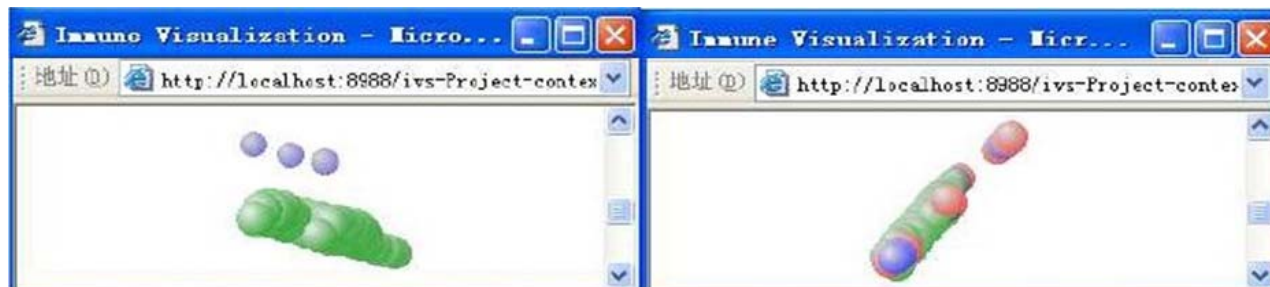 Immune Visualization - Micro...
地址(D) http://localhost:8988/ivs-Project-contex
Immune Visualization - Micr...
地址(D) http://localhost:8988/ivs-Project-contex